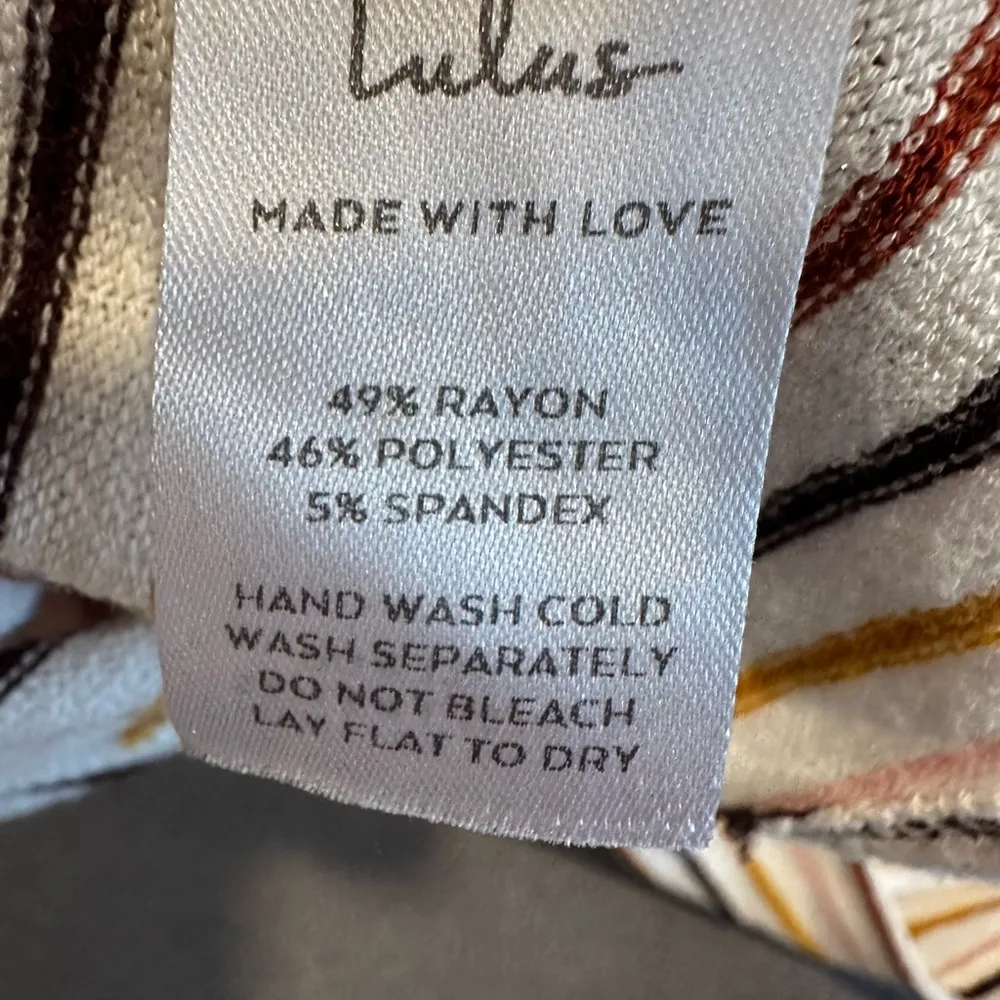 Lulus
MADE WITH LOVE
49% RAYON
46% POLYESTER
5% SPANDEX
HAND WASH COLD
WASH SEPARATELY
DO NOT BLEACH
LAY FLAT TO DRY